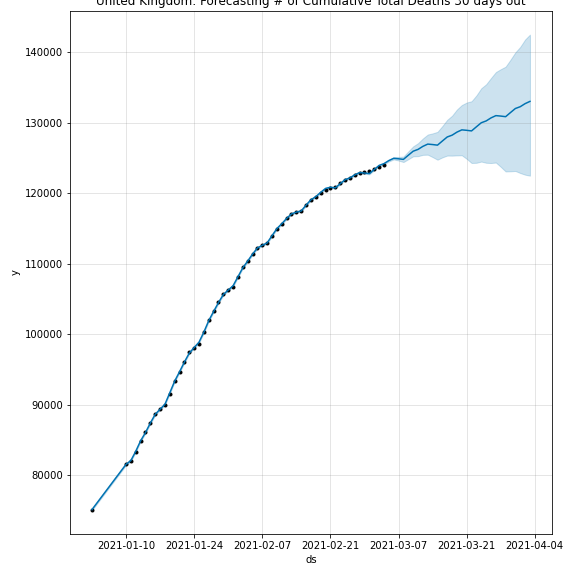 United Kingdom: Forecasting # of Cumulative Total Deaths 30 days out
140000
130000
120000
110000
100000
90000
80000
y
2021-01-10 2021-01-24 2021-02-07 2021-02-21 2021-03-07 2021-03-21 2021-04-04
ds